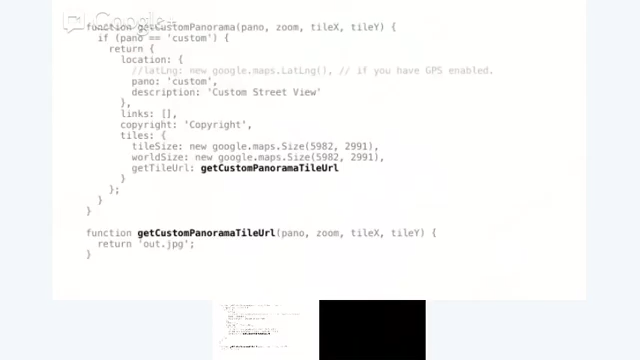 Google+
function getCustomPanorama(pano, zoom, tileX, tileY) {
if (pano == 'custom') {
return {
location: {
//latLng: new google.maps.LatLng(), // if you have GPS enabled.
pano: 'custom',
description: 'Custom Street View'
},
links: [],
copyright: 'Copyright',
tiles: {
tileSize: new google.maps.Size(5982, 2991),
worldSize: new google.maps.Size(5982, 2991),
getTileUrl: getCustomPanoramaTileUrl
}
};
}
}
function getCustomPanoramaTileUrl(pano, zoom, tileX, tileY) {
return 'out.jpg';
}